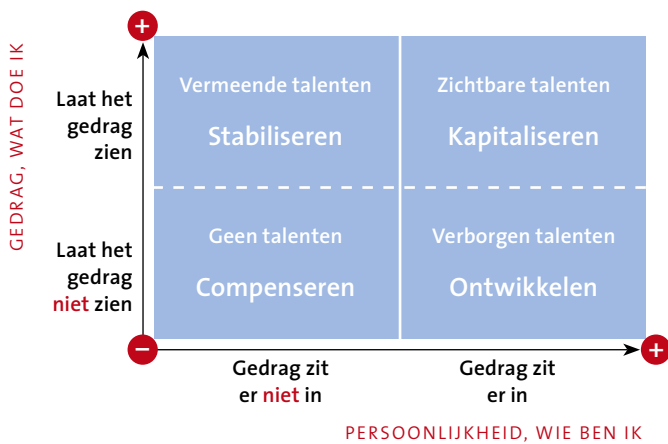 GEDRAG, WAT DOE IK
+
Laat het
gedrag
zien
Vermeende talenten
Stabiliseren
Zichtbare talenten
Kapitaliseren
Laat het
gedrag
niet zien
Geen talenten
Compenseren
Verborgen talenten
Ontwikkelen
–
+
Gedrag zit
er niet in
Gedrag zit
er in
PERSOONLIJKHEID, WIE BEN IK